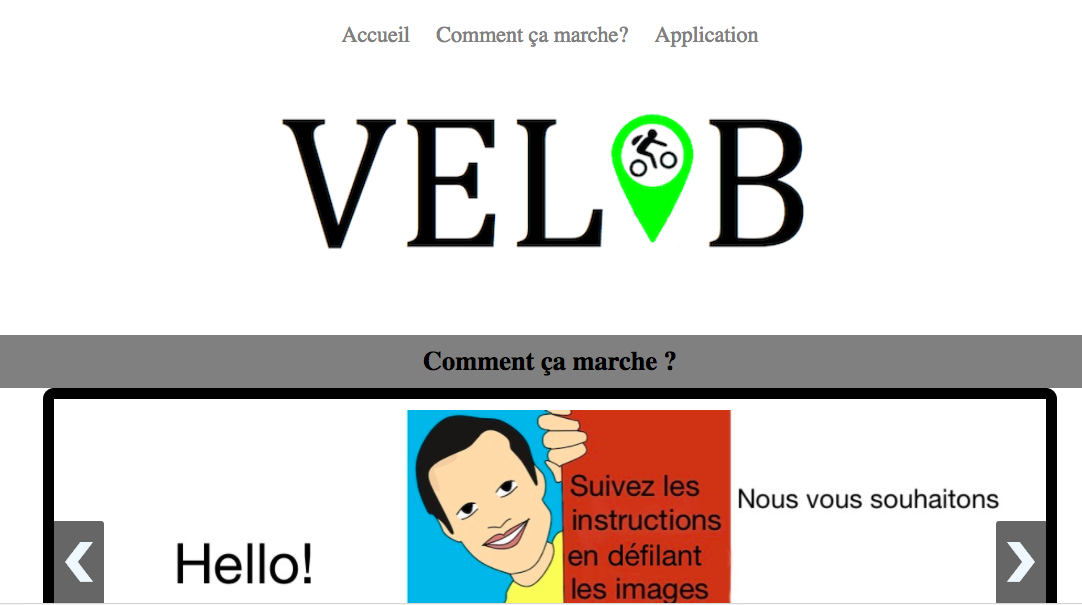 Accueil Comment ça marche? Application
VEL B
Comment ça marche ?
Hello!
Suivez les
instructions
en défilant
les images
Nous vous souhaitons